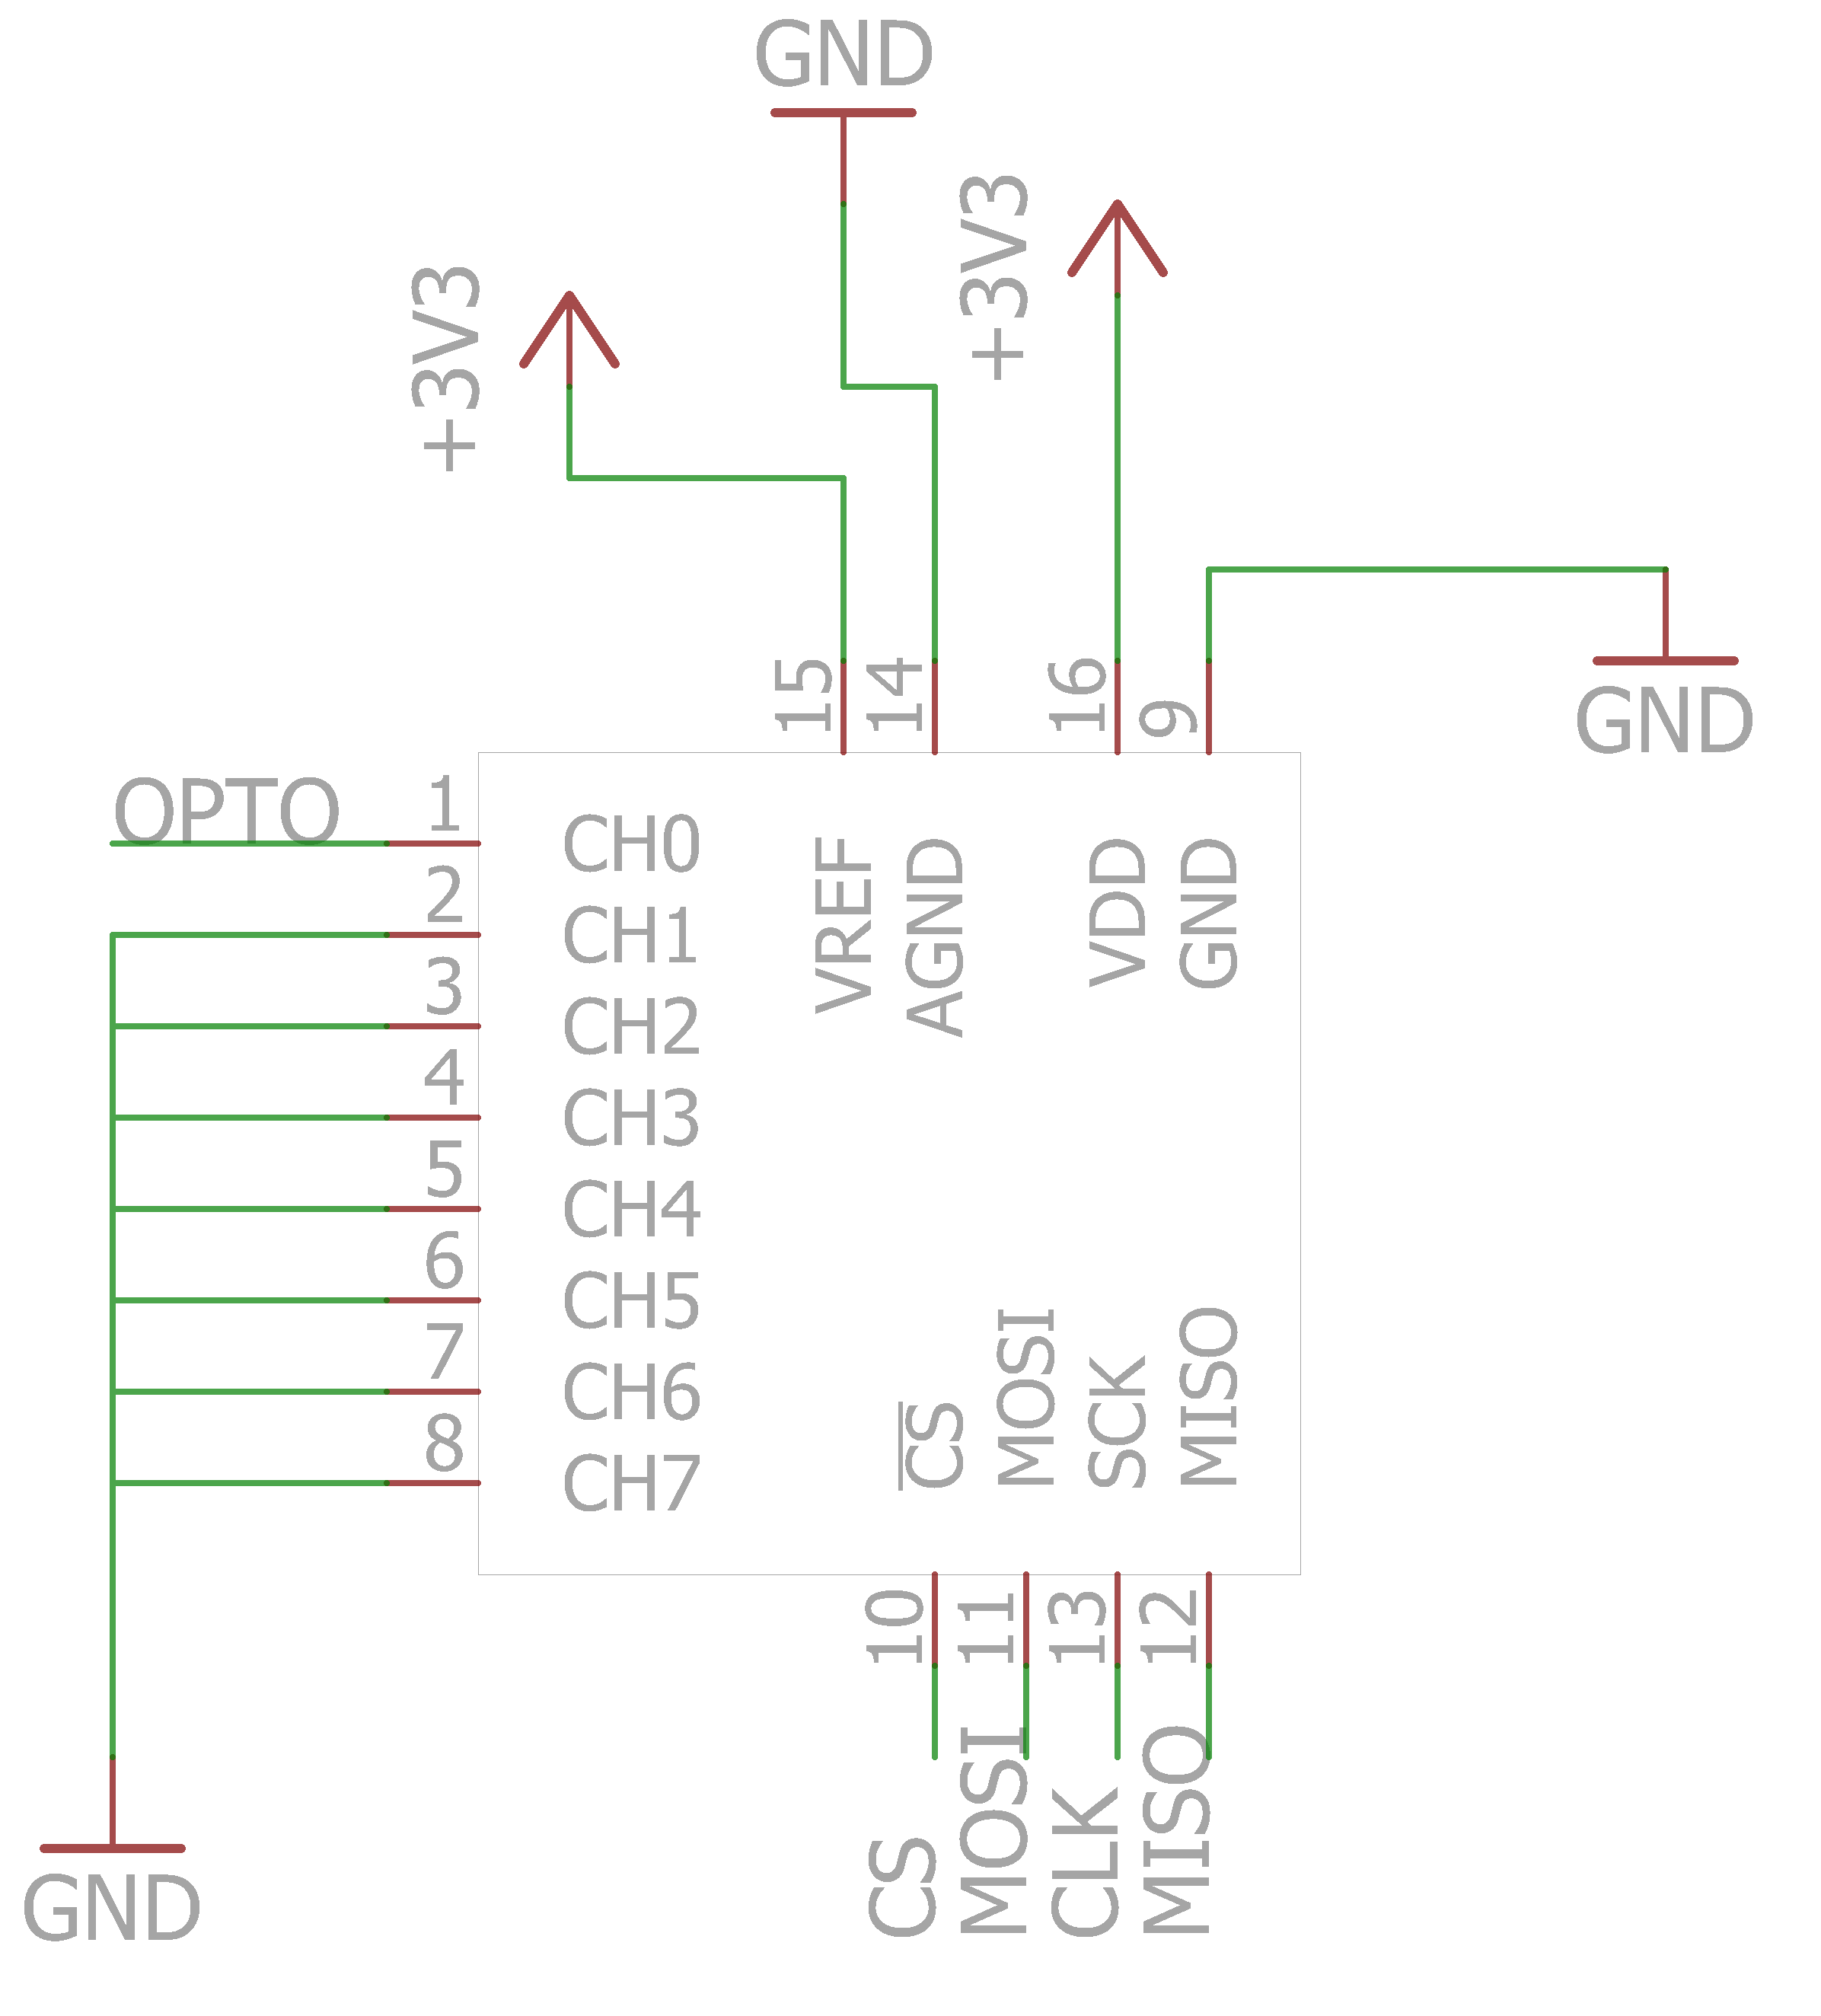 GND
+3V3
+3V3
15
14
16
9
GND
OPTO
1
CH0
2
CH1
3
CH2
4
CH3
5
CH4
6
CH5
7
CH6
8
CH7
VREF
AGND
VDD
GND
CS
MOSI
SCK
MISO
10
11
13
12
CS
MOSI
CLK
MISO
GND